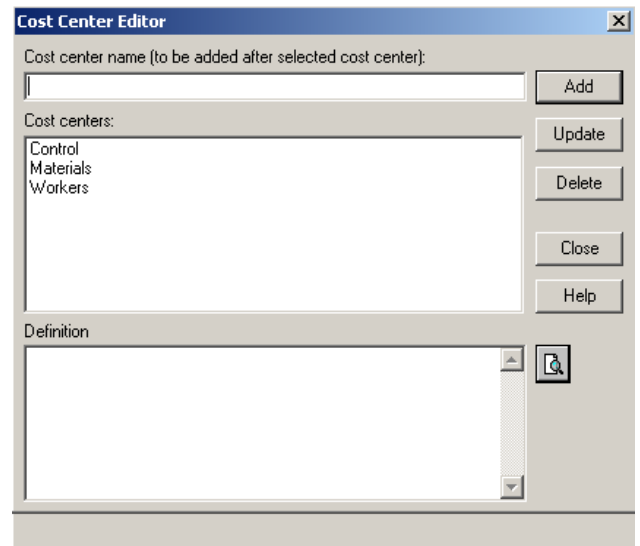 Cost Center Editor
Cost center name (to be added after selected cost center):
Add
Cost centers:
Update
Control
Materials
Workers
Delete
Close
Help
Definition